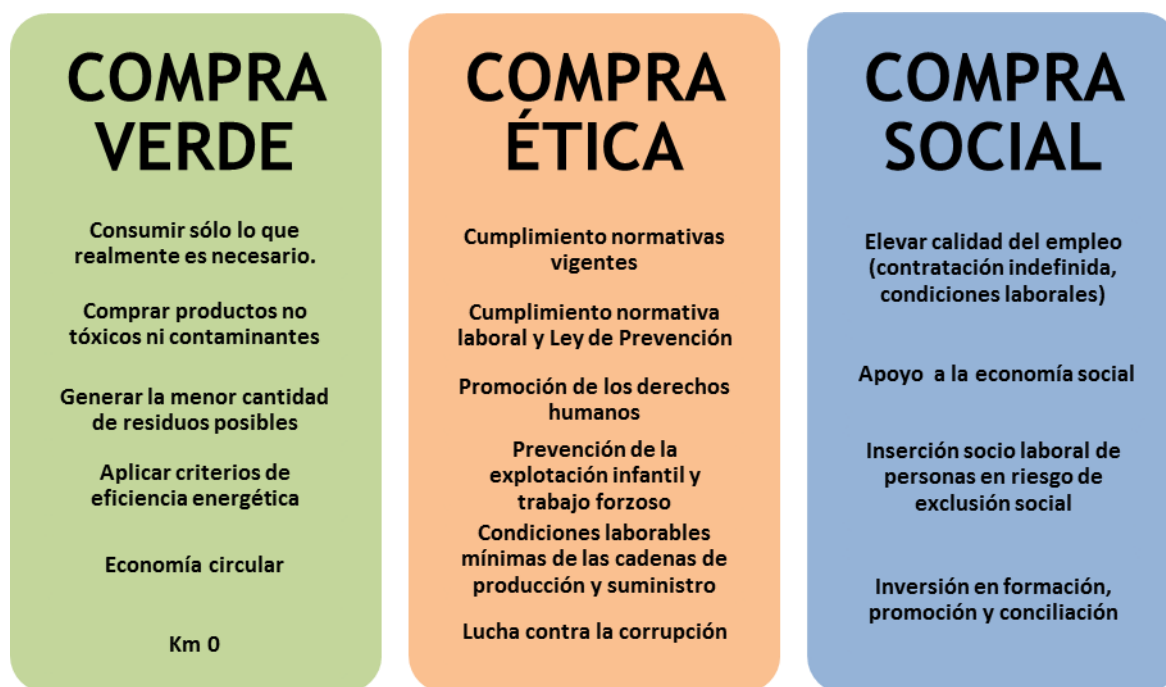 COMPRA
VERDE
Consumir sólo lo que
realmente es necesario.
Comprar productos no
tóxicos ni contaminantes
Generar la menor cantidad
de residuos posibles
Aplicar criterios de
eficiencia energética
Economía circular
Km 0
COMPRA
ÉTICA
Cumplimiento normativas
vigentes
Cumplimiento normativa
laboral y Ley de Prevención
Promoción de los derechos
humanos
Prevención de la
explotación infantil y
trabajo forzoso
Condiciones laborables
mínimas de las cadenas de
producción y suministro
Lucha contra la corrupción
COMPRA
SOCIAL
Elevar calidad del empleo
(contratación indefinida,
condiciones laborales)
Apoyo a la economía social
Inserción socio laboral de
personas en riesgo de
exclusión social
Inversión en formación,
promoción y conciliación